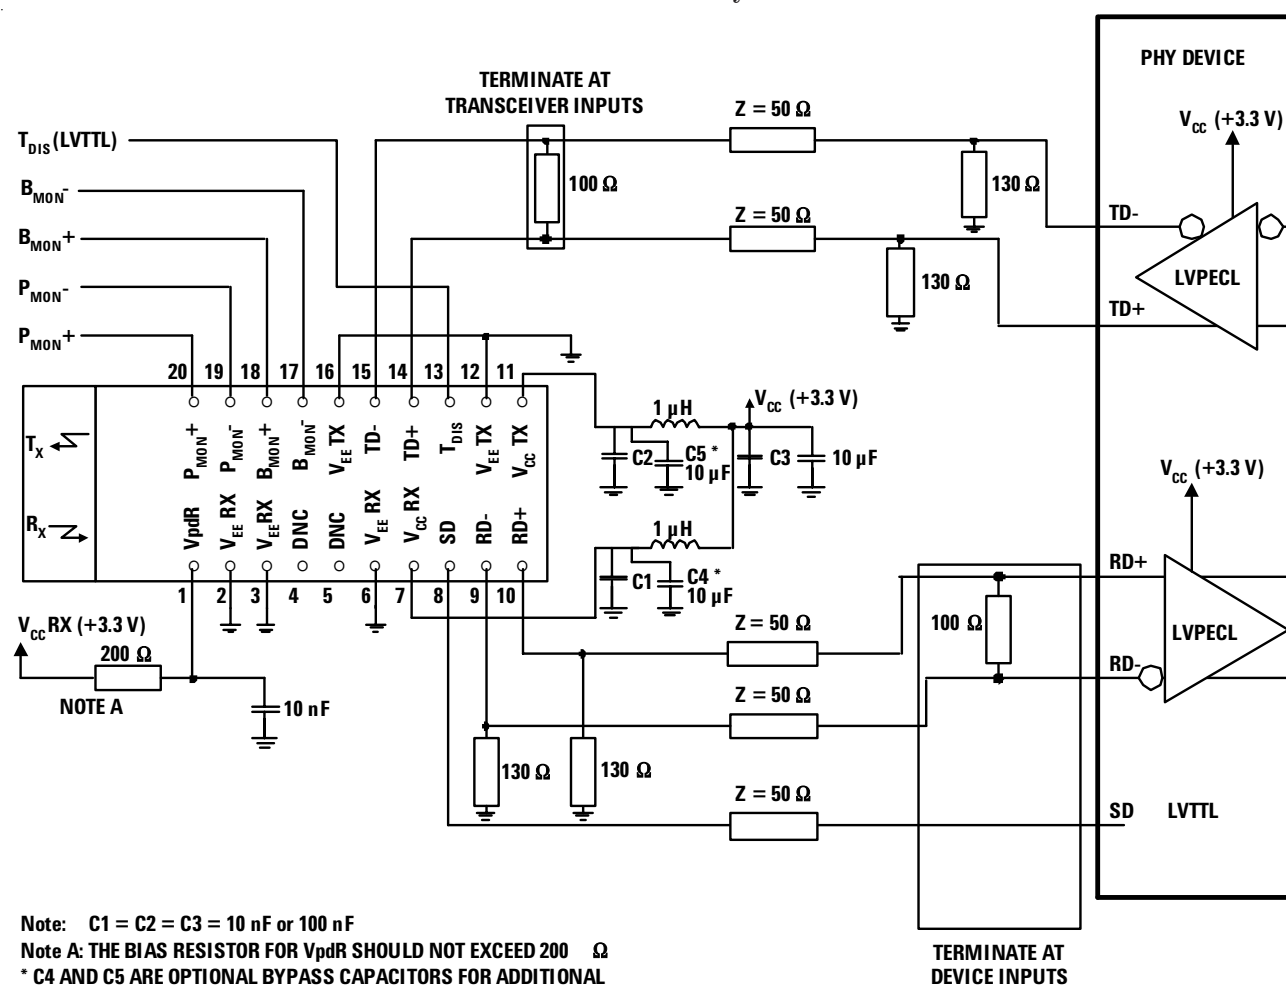 PHY DEVICE
TERMINATE AT
TRANSCEIVER INPUTS
Z = 50 Ω
V_CC (+3.3 V)
T_DIS (LVTTL)
B_MON-
100 Ω
130 Ω
Z = 50 Ω
TD-
B_MON+
LVPECL
130 Ω
P_MON-
TD+
P_MON+
20 19 18 17 16 15 14 13 12 11
V_CC (+3.3 V)
1 µH
T_X
P_MON+
P_MON-
B_MON+
B_MON-
V_EE TX
TD-
TD+
T_DIS
V_EE TX
V_CC TX
C2
C5 *
10 µF
C3
10 µF
V_CC (+3.3 V)
R_X
VpdR
V_EE RX
V_EE RX
DNC
DNC
V_EE RX
V_CC RX
SD
RD-
RD+
1 µH
C1
C4 *
10 µF
RD+
1 2 3 4 5 6 7 8 9 10
V_CC RX (+3.3 V)
200 Ω
NOTE A
10 nF
Z = 50 Ω
100 Ω
LVPECL
RD-
Z = 50 Ω
130 Ω
130 Ω
Z = 50 Ω
SD
LVTTL
Note: C1 = C2 = C3 = 10 nF or 100 nF
Note A: THE BIAS RESISTOR FOR VpdR SHOULD NOT EXCEED 200 Ω
* C4 AND C5 ARE OPTIONAL BYPASS CAPACITORS FOR ADDITIONAL
TERMINATE AT
DEVICE INPUTS